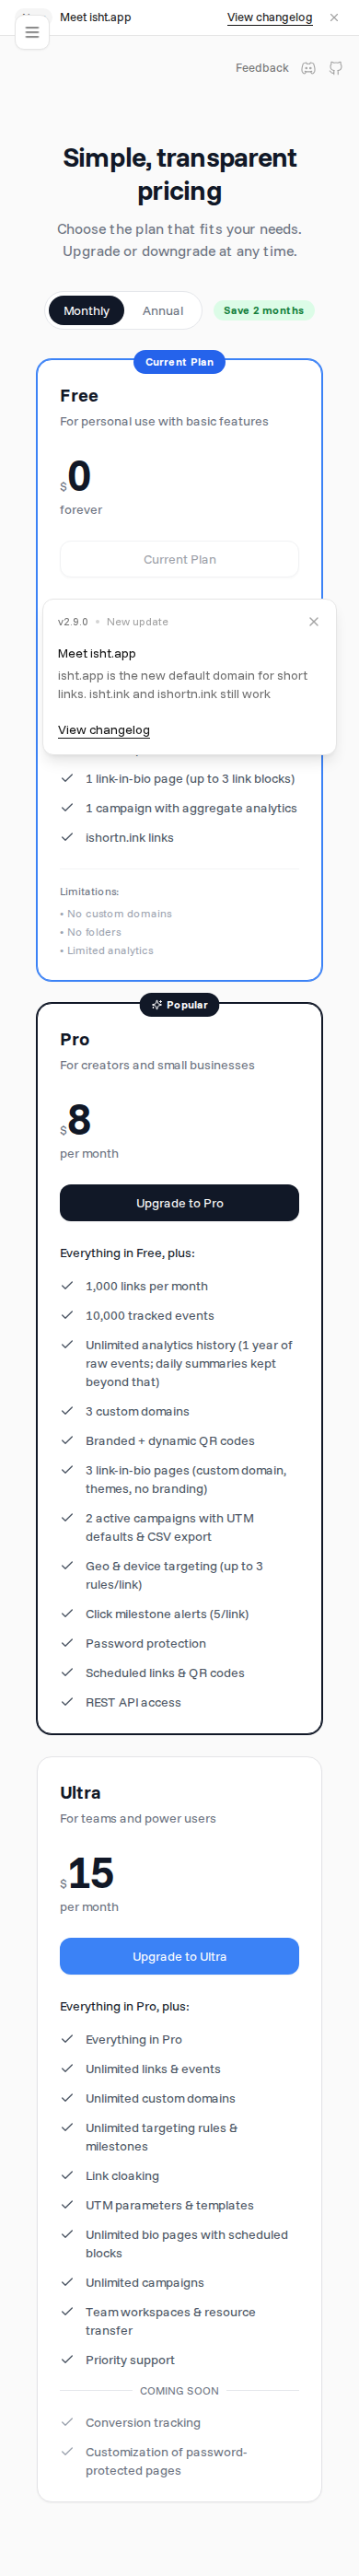 Meet isht.app
View changelog
Feedback
Simple, transparent
pricing
Choose the plan that fits your needs.
Upgrade or downgrade at any time.
Monthly
Annual
Save 2 months
Current Plan
Free
For personal use with basic features
$0
forever
Current Plan
v2.9.0 • New update
Meet isht.app
isht.app is the new default domain for short
links. isht.ink and ishortn.ink still work
View changelog
1 link-in-bio page (up to 3 link blocks)
1 campaign with aggregate analytics
ishortn.ink links
Limitations:
• No custom domains
• No folders
• Limited analytics
Popular
Pro
For creators and small businesses
$8
per month
Upgrade to Pro
Everything in Free, plus:
1,000 links per month
10,000 tracked events
Unlimited analytics history (1 year of
raw events; daily summaries kept
beyond that)
3 custom domains
Branded + dynamic QR codes
3 link-in-bio pages (custom domain,
themes, no branding)
2 active campaigns with UTM
defaults & CSV export
Geo & device targeting (up to 3
rules/link)
Click milestone alerts (5/link)
Password protection
Scheduled links & QR codes
REST API access
Ultra
For teams and power users
$15
per month
Upgrade to Ultra
Everything in Pro, plus:
Everything in Pro
Unlimited links & events
Unlimited custom domains
Unlimited targeting rules &
milestones
Link cloaking
UTM parameters & templates
Unlimited bio pages with scheduled
blocks
Unlimited campaigns
Team workspaces & resource
transfer
Priority support
COMING SOON
Conversion tracking
Customization of password-
protected pages